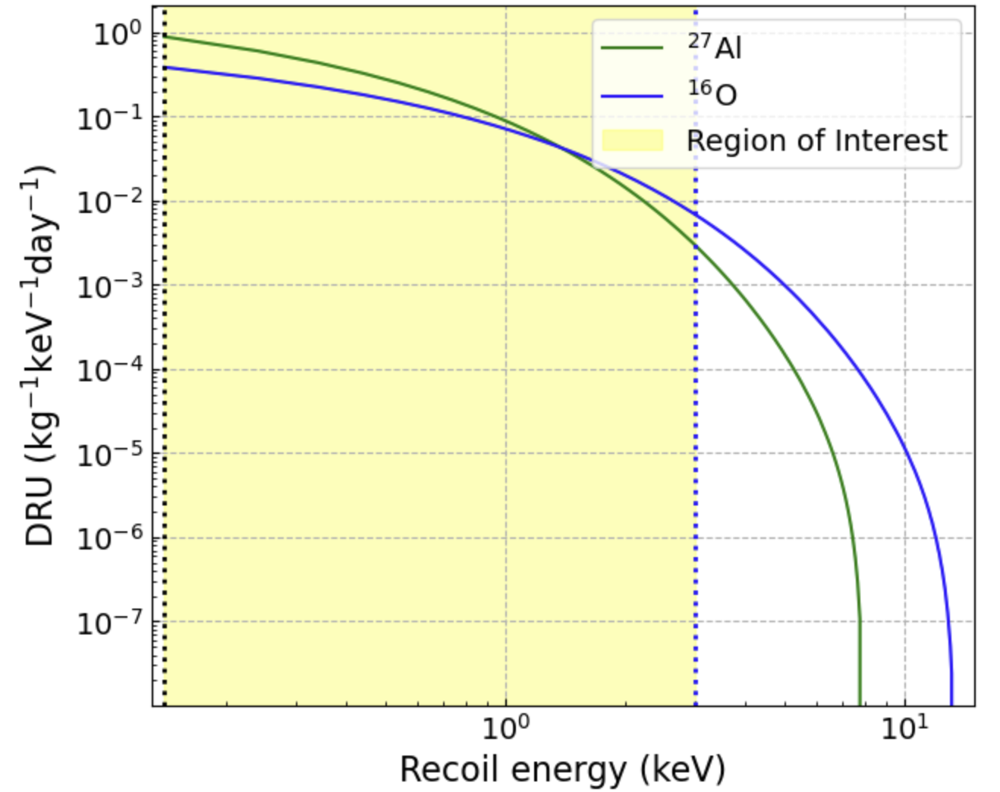 10⁰
10⁻¹
10⁻²
10⁻³
10⁻⁴
10⁻⁵
10⁻⁶
10⁻⁷
DRU (kg⁻¹keV⁻¹day⁻¹)
²⁷Al
¹⁶O
Region of Interest
10⁰ 10¹
Recoil energy (keV)